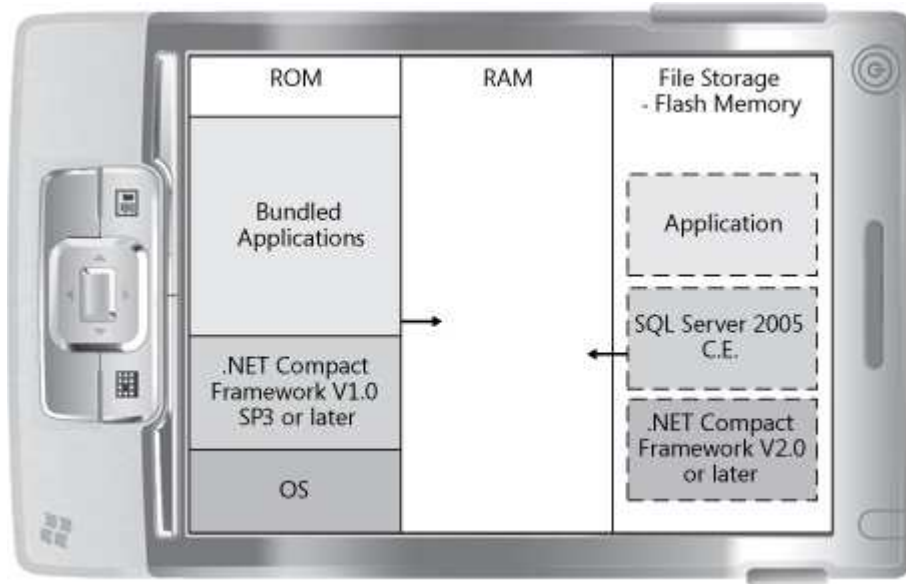 ROM
Bundled
Applications
.NET Compact
Framework V1.0
SP3 or later
OS
RAM
File Storage
- Flash Memory
Application
SQL Server 2005
C.E.
.NET Compact
Framework V2.0
or later